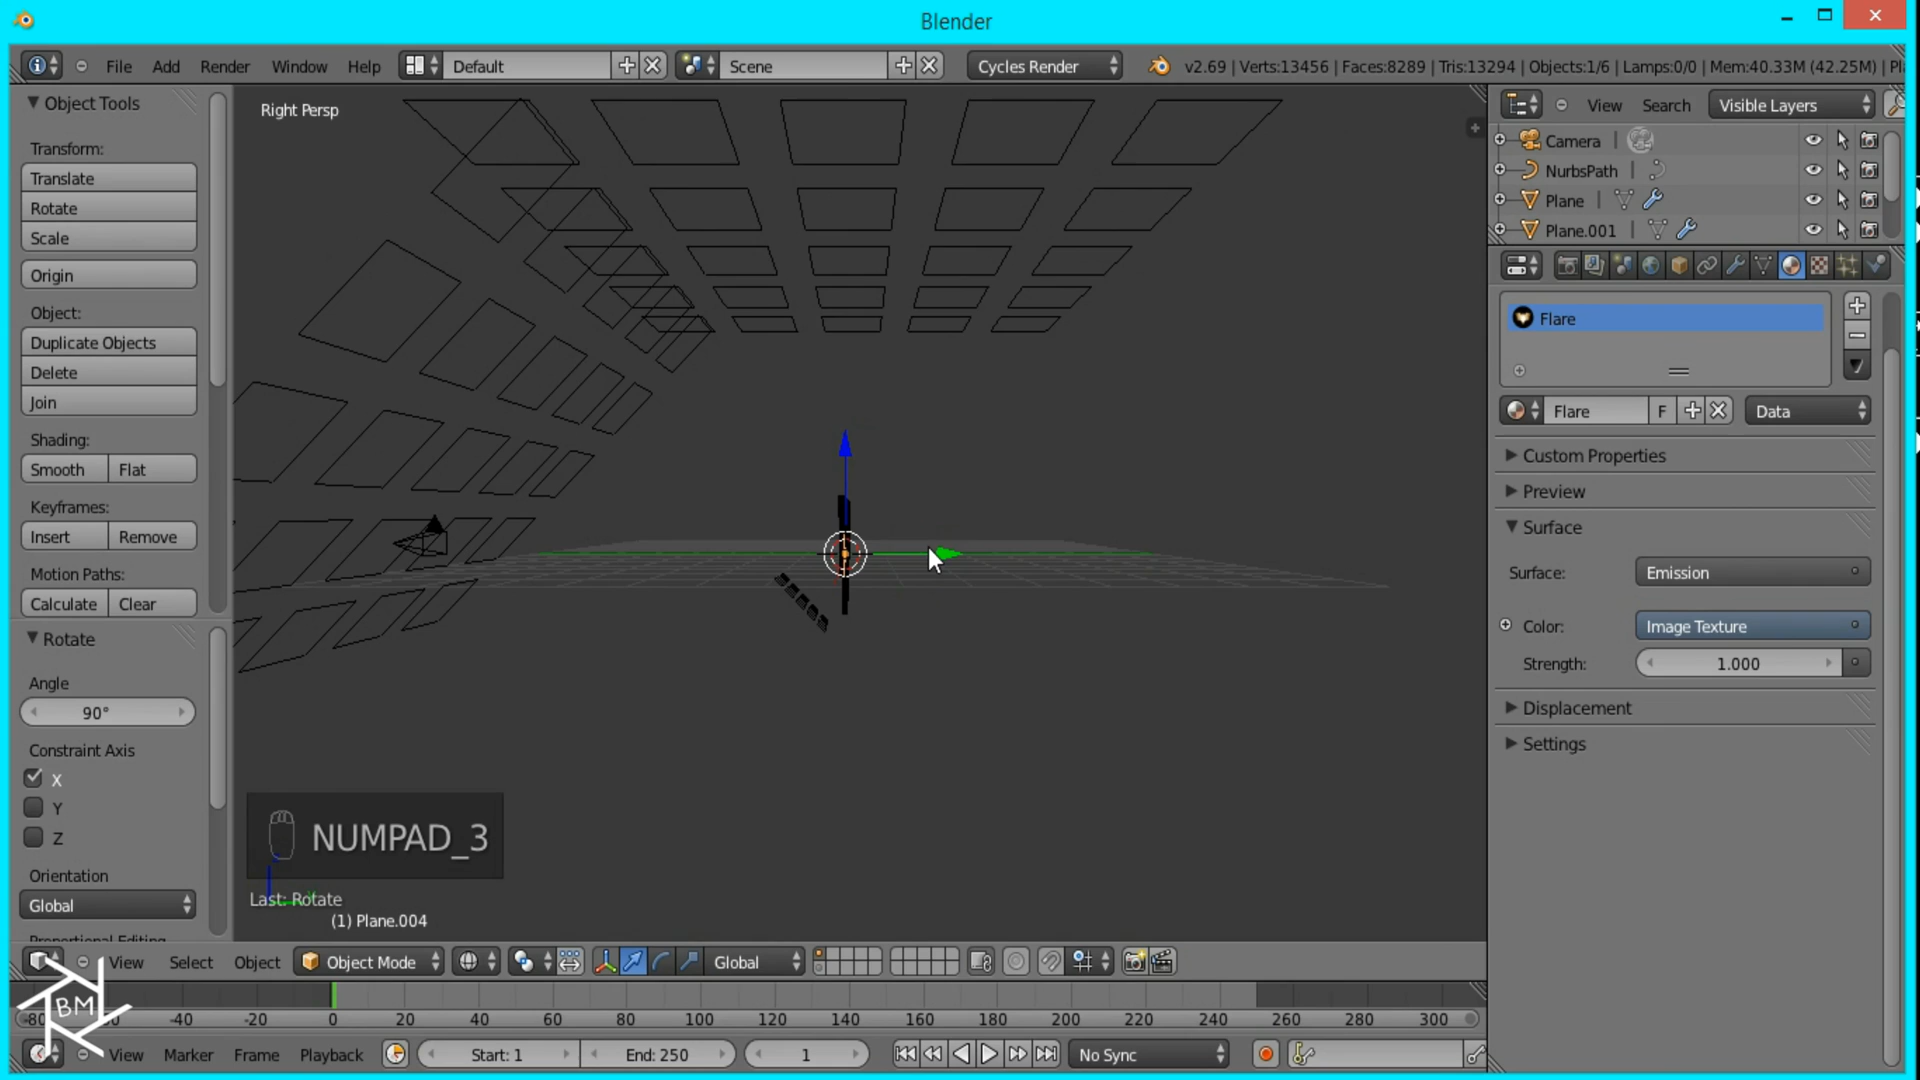 Blender
File Add Render Window Help Default Scene Cycles Render v2.69 | Verts:13456 | Faces:8289 | Tris:13294 | Objects:1/6 | Lamps:0/0 | Mem:40.33M (42.25M) | Pl
Object Tools
Transform:
Translate
Rotate
Scale
Origin
Object:
Duplicate Objects
Delete
Join
Shading:
Smooth Flat
Keyframes:
Insert Remove
Motion Paths:
Calculate Clear
Rotate
Angle
90°
Constraint Axis
X
Y
Z
Orientation
Global
Proportional Editing
Right Persp
NUMPAD_3
Last: Rotate
(1) Plane.004
View Search Visible Layers
Camera
NurbsPath
Plane
Plane.001
Flare
Flare F Data
Custom Properties
Preview
Surface
Surface: Emission
Color: Image Texture
Strength: 1.000
Displacement
Settings
View Select Object Object Mode Global
BM
-80 -40 -20 0 20 40 60 80 100 120 140 160 180 200 220 240 260 280 300
View Marker Frame Playback Start: 1 End: 250 1 No Sync